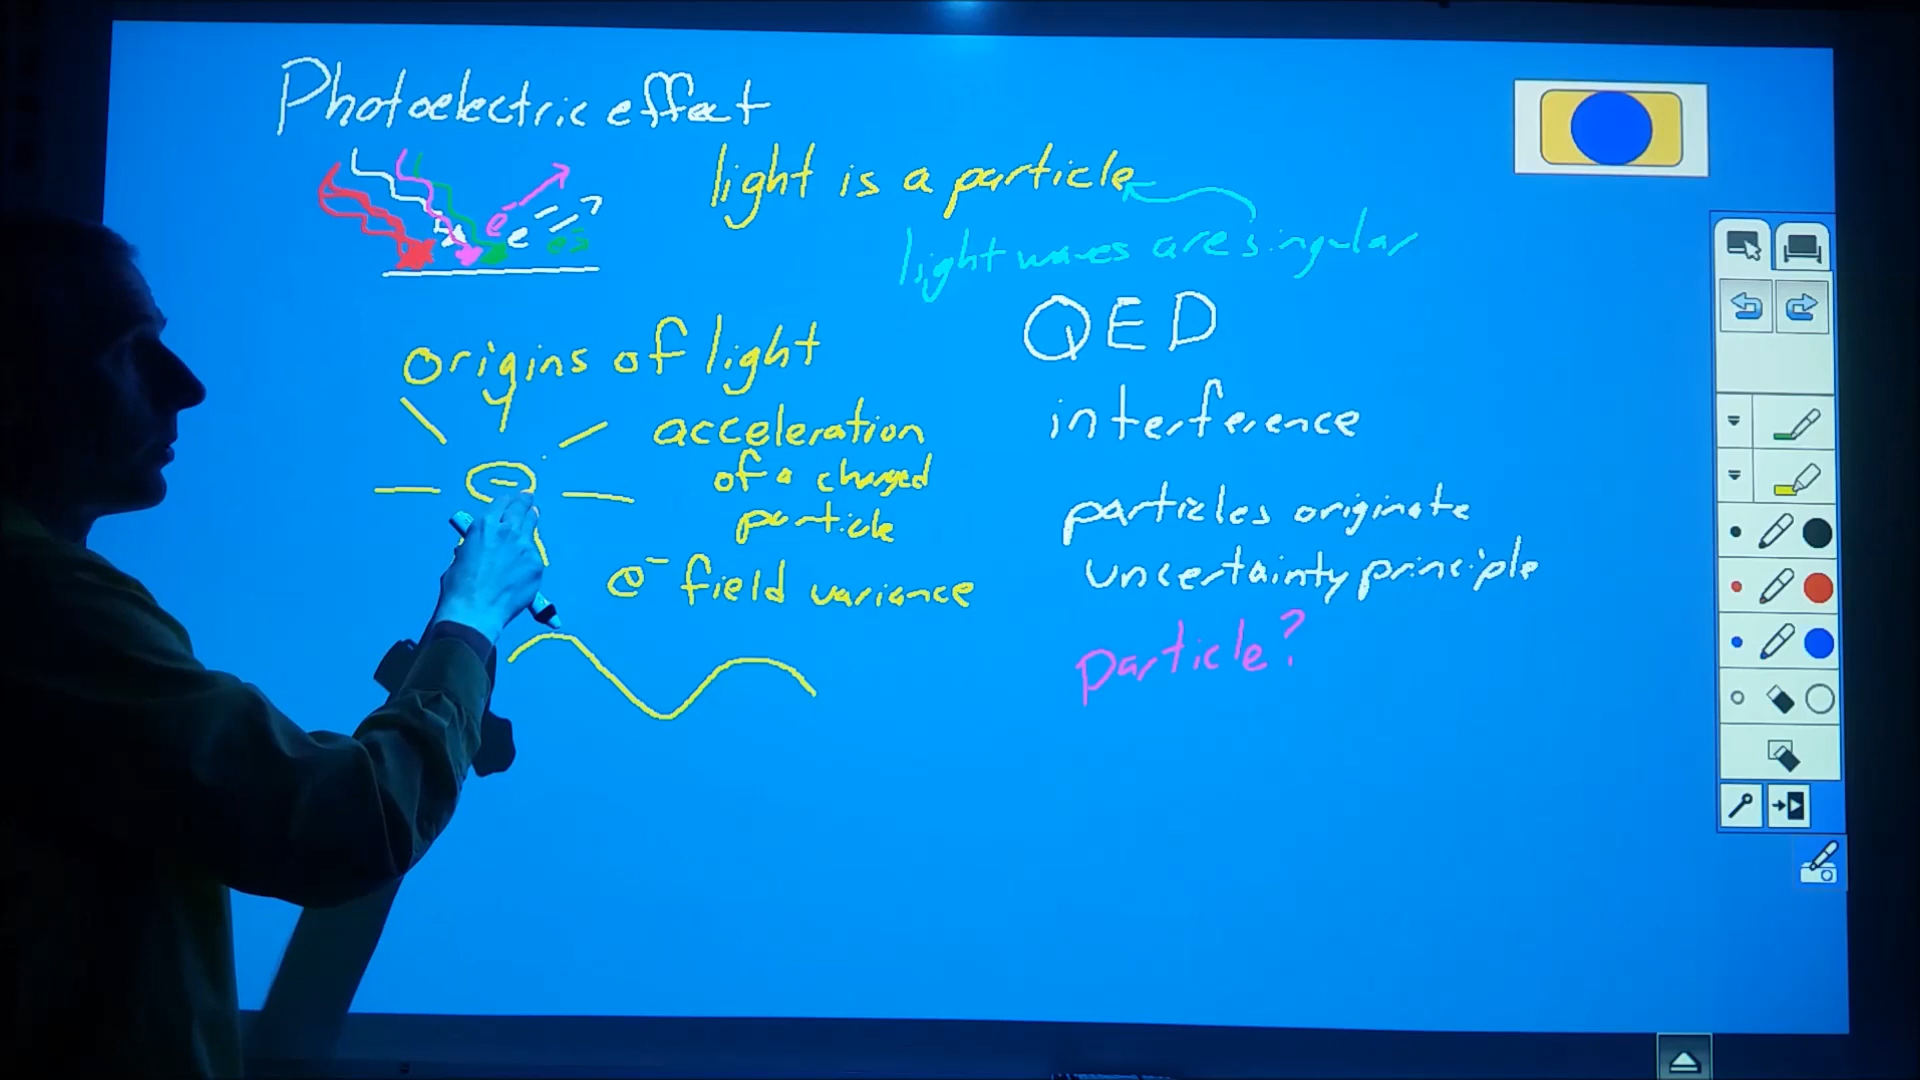 Photoelectric effect
light is a particle
light waves are singular
e⁻
e⁻
e⁻
origins of light
acceleration
of a charged
particle
e⁻ field variance
QED
interference
particles originate
uncertainty principle
particle?